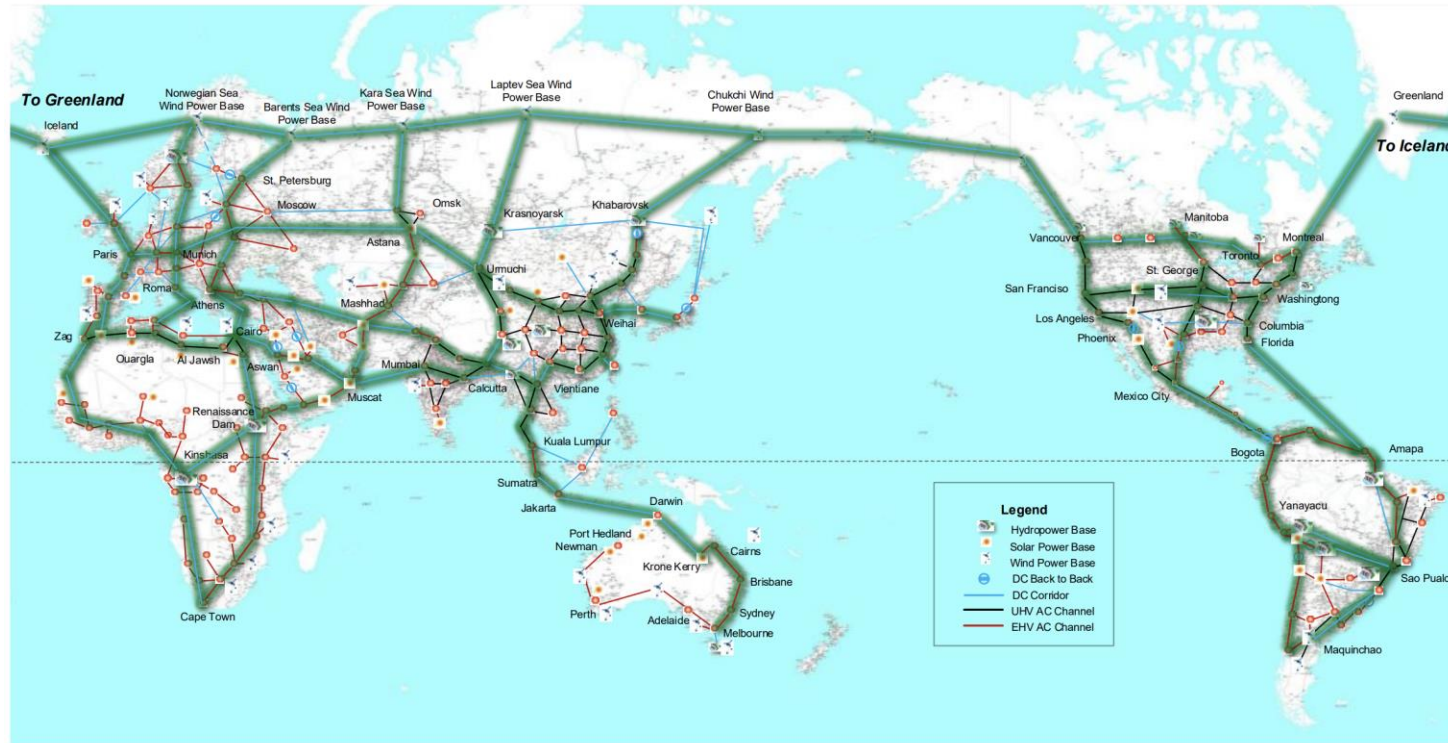 To Greenland
Iceland
Norwegian Sea
Wind Power Base
Barents Sea Wind
Power Base
Kara Sea Wind
Power Base
Laptev Sea Wind
Power Base
Chukchi Wind
Power Base
Greenland
To Iceland
St. Petersburg
Moscow
Omsk
Krasnoyarsk
Khabarovsk
Astana
Paris
Munich
Urnuchi
Roma
Athens
Mashhad
Zag
Cairo
Weihai
Ouargla
Al Jawsh
Aswan
Mumbai
Muscat
Calcutta
Vientiane
Renaissance
Dam
Kinshasa
Kuala Lumpur
Sumatra
Jakarta
Darwin
Port Hedland
Newman
Krone Kerry
Cairns
Brisbane
Perth
Adelaide
Sydney
Melbourne
Cape Town
Vancouver
Manitoba
Montreal
Toronto
St. George
San Franciso
Washingtong
Los Angeles
Columbia
Phoenix
Florida
Mexico City
Bogota
Amapa
Yanayacu
Sao Pualo
Maquinchao
Legend
Hydropower Base
Solar Power Base
Wind Power Base
DC Back to Back
DC Corridor
UHV AC Channel
EHV AC Channel